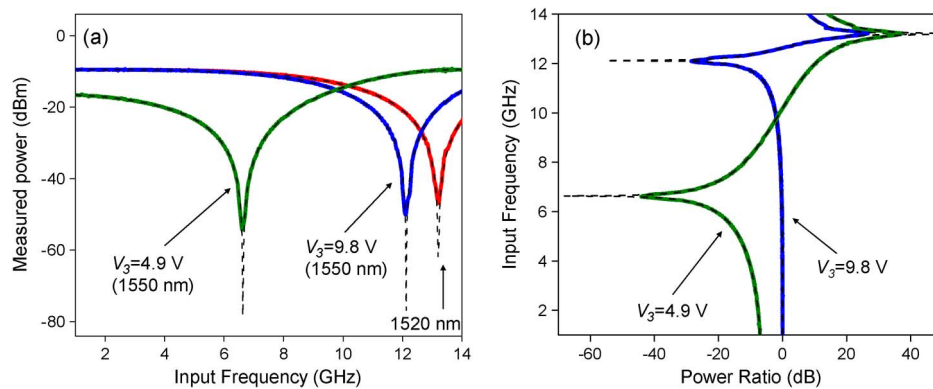 (a)
Measured power (dBm)
0
-20
-40
-60
-80
V3=4.9 V
(1550 nm)
V3=9.8 V
(1550 nm)
1520 nm
2 4 6 8 10 12 14
Input Frequency (GHz)
(b)
Input Frequency (GHz)
14
12
10
8
6
4
2
V3=4.9 V
V3=9.8 V
-60 -40 -20 0 20 40
Power Ratio (dB)